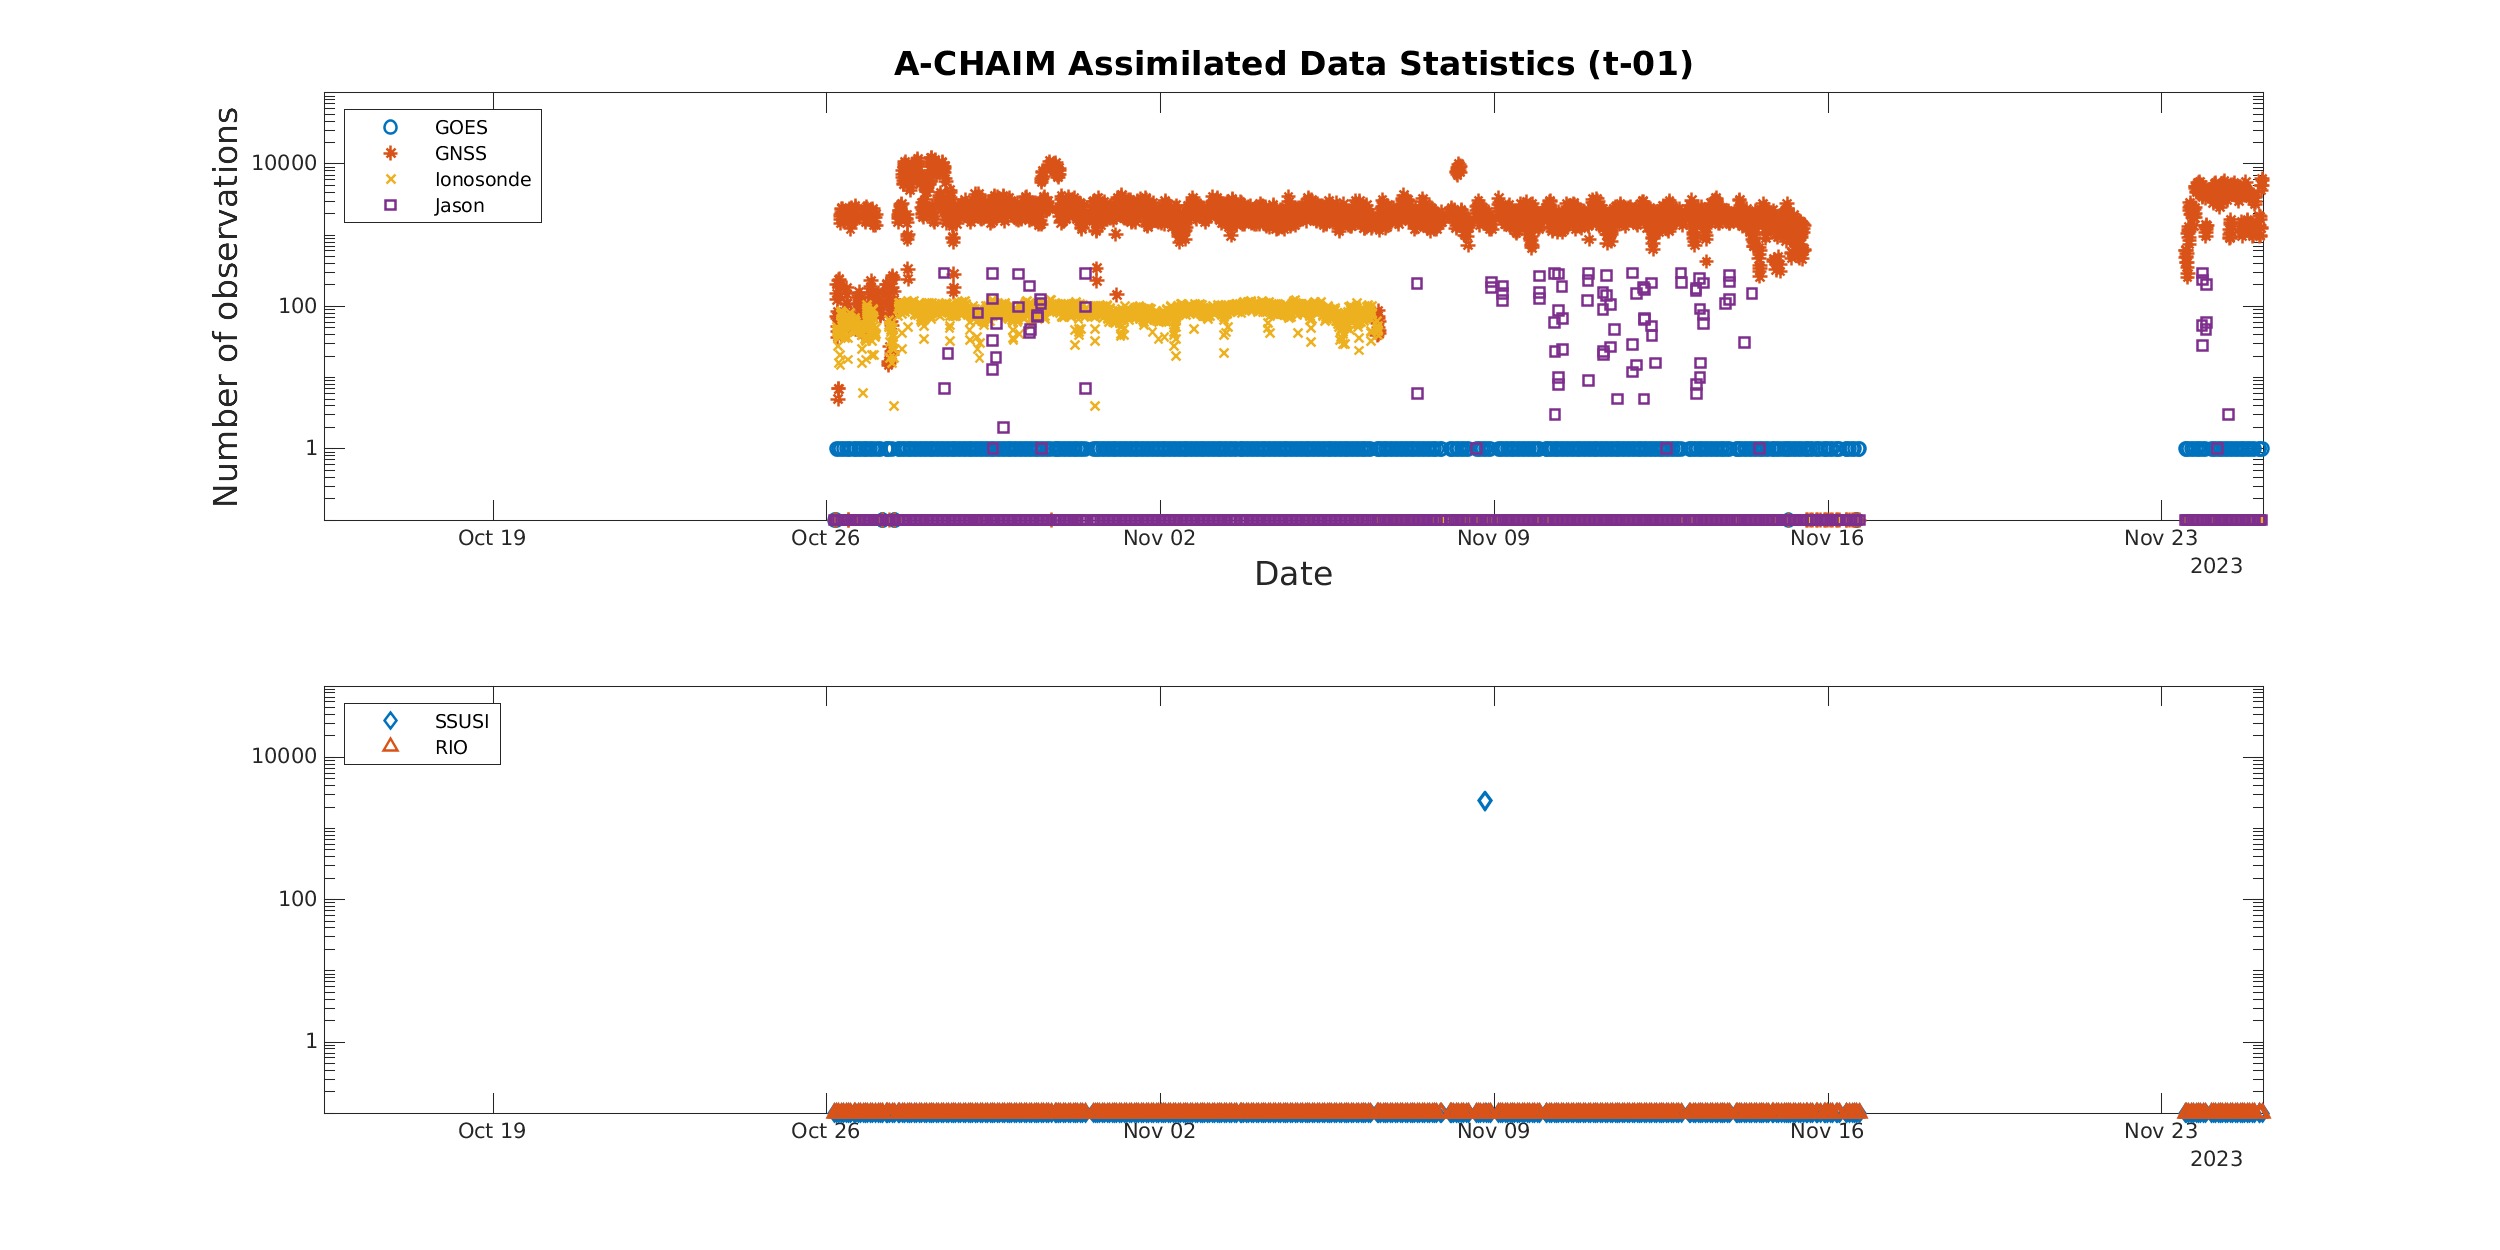 A-CHAIM Assimilated Data Statistics (t-01)
Number of observations
10000
100
1
GOES
GNSS
Ionosonde
Jason
Oct 19
Oct 26
Nov 02
Nov 09
Nov 16
Nov 23
2023
Date
10000
100
1
SSUSI
RIO
Oct 19
Oct 26
Nov 02
Nov 09
Nov 16
Nov 23
2023